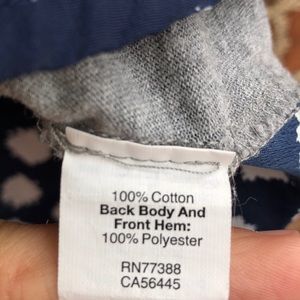 100% Cotton
Back Body And
Front Hem:
100% Polyester
RN77388
CA56445